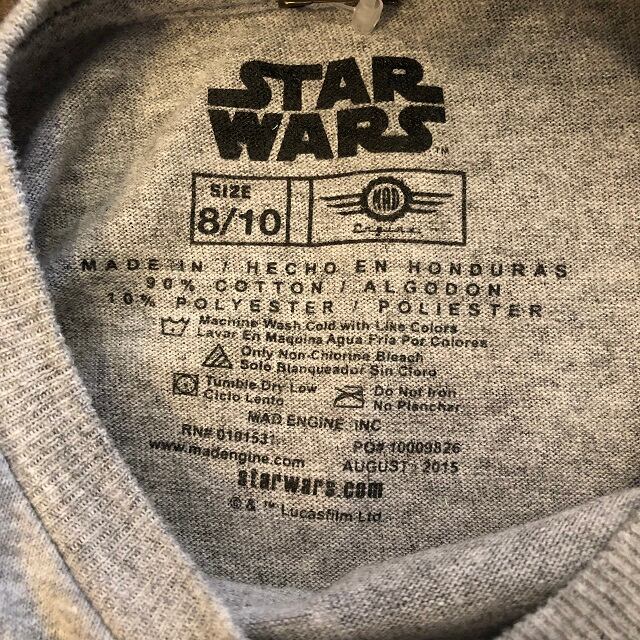 STAR
WARS™
SIZE
8/10
MAD
Engine
MADE IN / HECHO EN HONDURAS
90% COTTON / ALGODON
10% POLYESTER / POLIESTER
Machine Wash Cold with Like Colors
Lavar En Maquina Agua Fria Por Colores
Only Non-Chlorine Bleach
Solo Blanqueador Sin Cloro
Tumble Dry Low
Ciclo Lento
Do Not Iron
No Planchar
MAD ENGINE, INC
RN# 0101531
PO# 10009826
www.madengine.com
AUGUST / 2015
starwars.com
© & ™ Lucasfilm Ltd